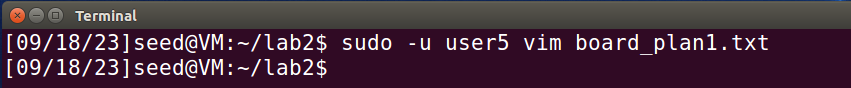 Terminal
[09/18/23]seed@VM:~/lab2$ sudo -u user5 vim board_plan1.txt
[09/18/23]seed@VM:~/lab2$